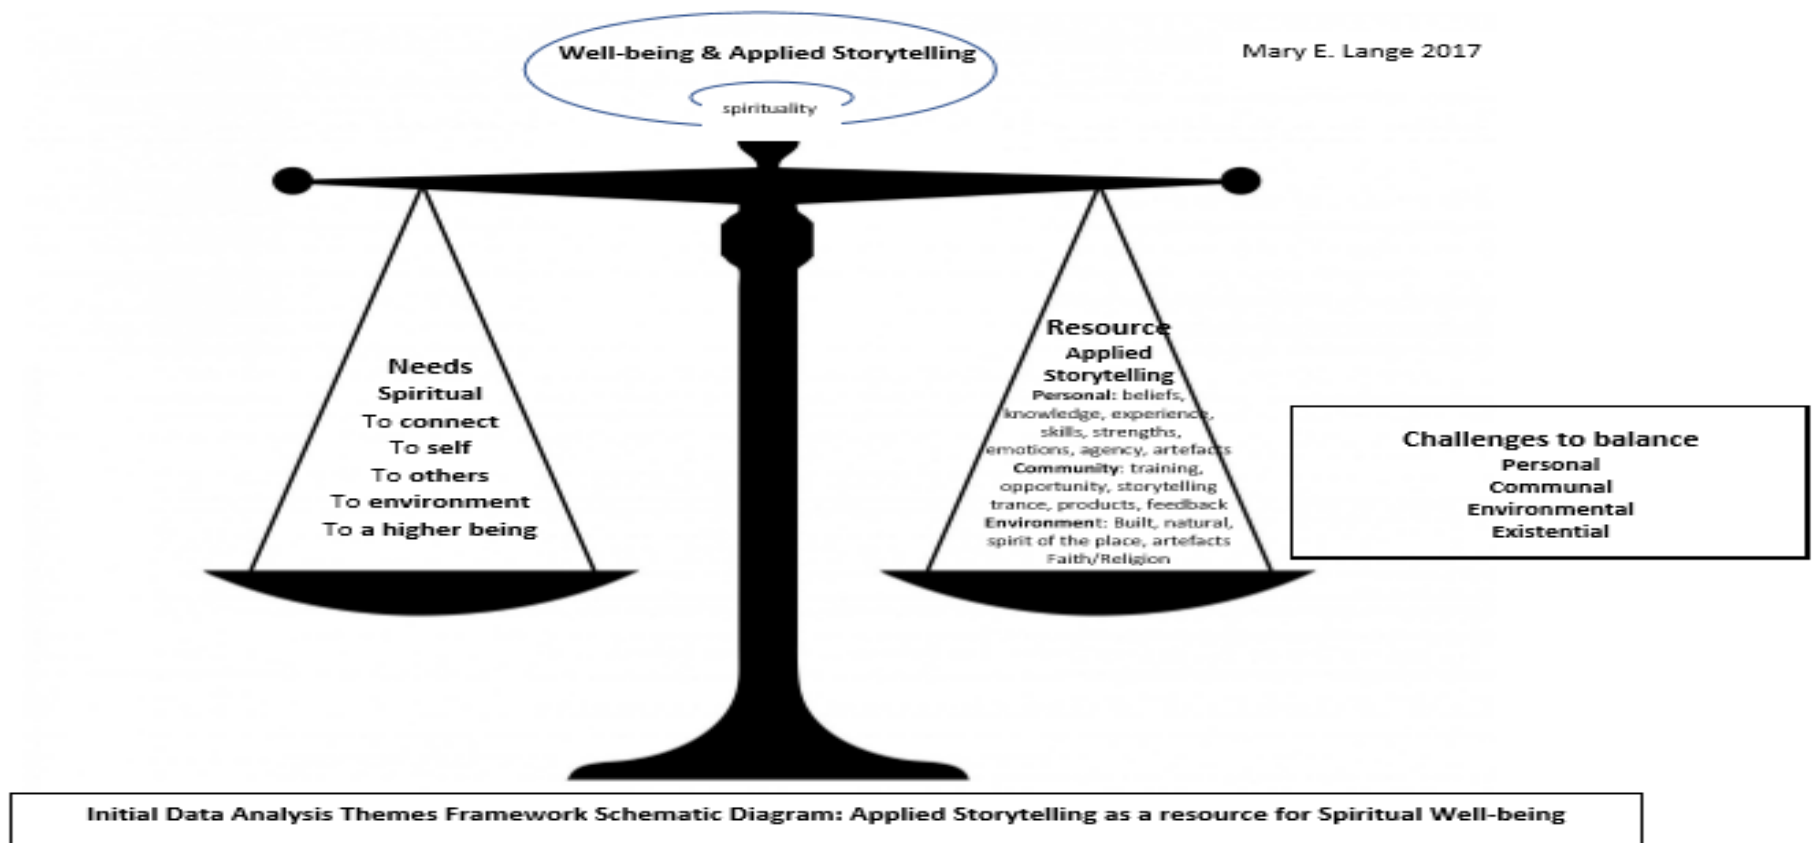 Well-being & Applied Storytelling
Mary E. Lange 2017
spirituality
Needs
Spiritual
To connect
To self
To others
To environment
To a higher being
Resource
Applied
Storytelling
Personal: beliefs,
knowledge, experience,
skills, strengths,
emotions, agency, artefacts
Community: training,
opportunity, storytelling
trance, products, feedback
Environment: Built, natural,
spirit of the place, artefacts
Faith/Religion
Challenges to balance
Personal
Communal
Environmental
Existential
Initial Data Analysis Themes Framework Schematic Diagram: Applied Storytelling as a resource for Spiritual Well-being